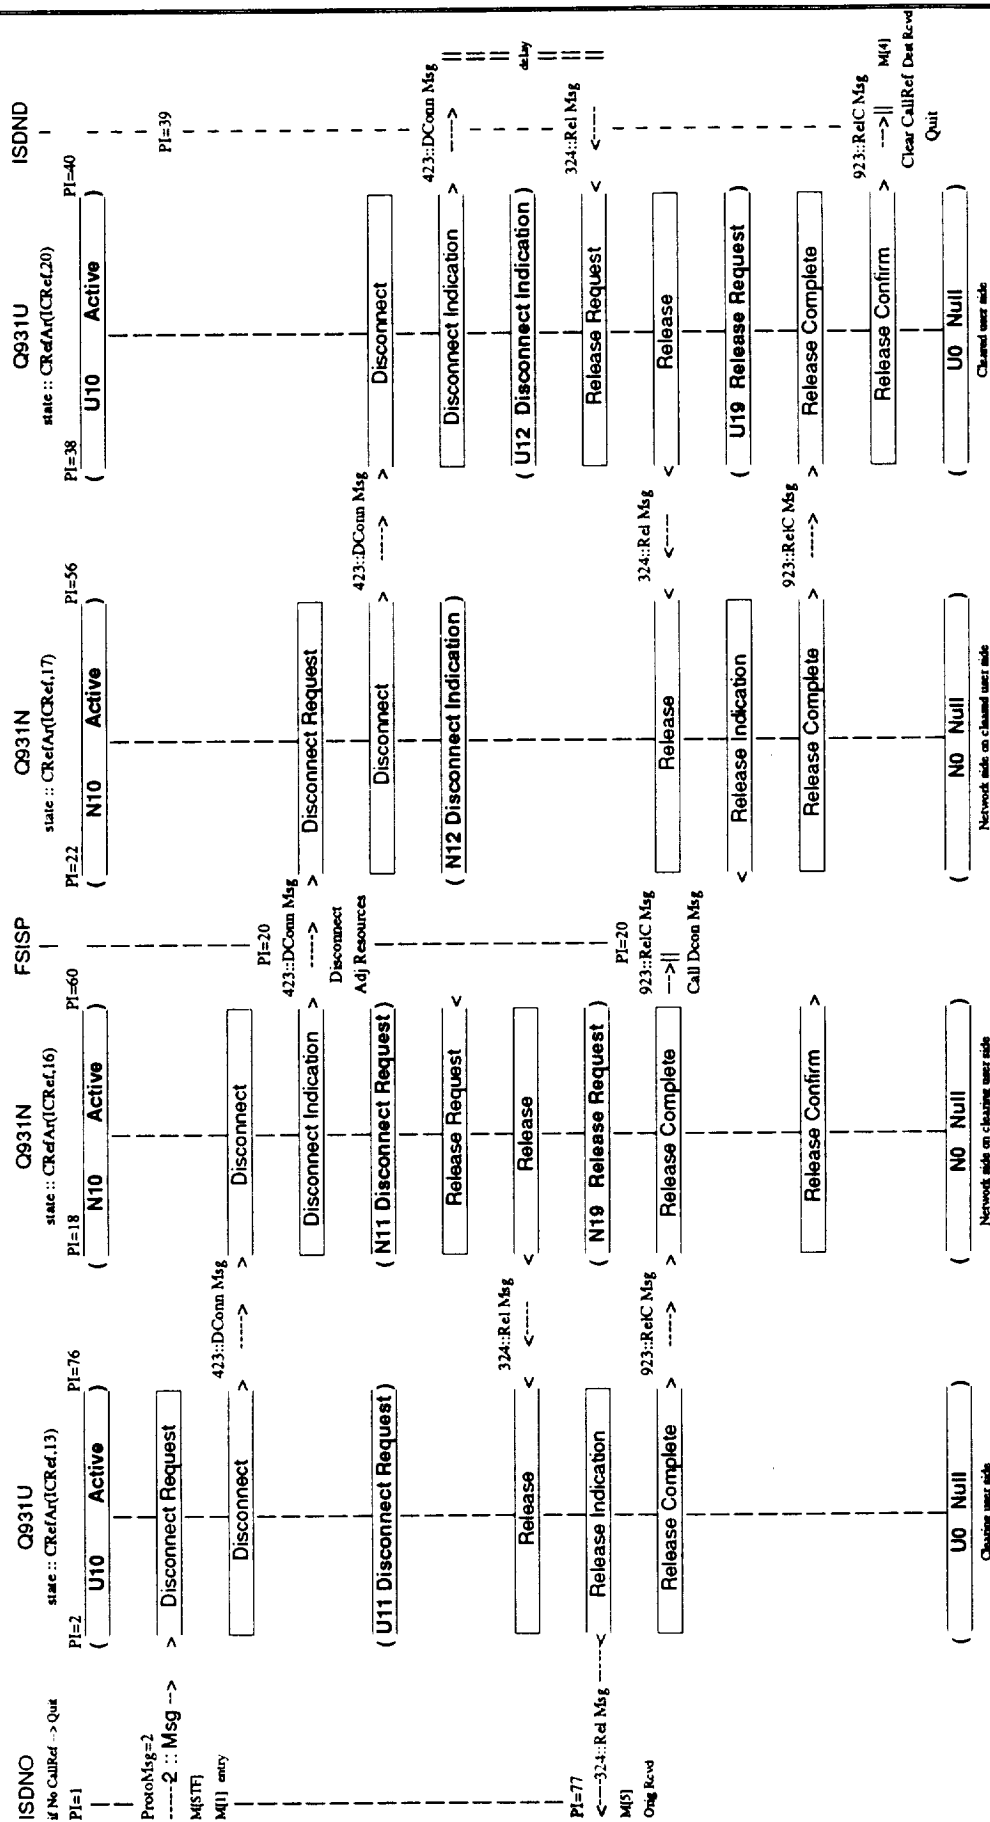 ISDNO
if No CallRef --> Quit
PI=1
ProtoMsg=2
-----2 :: Msg -->
M[STF]
M[1] entry
PI=77
<----324::Rel Msg -----<
M[5]
Orig Rcvd
Q931U
state :: CRefAr(ICRef,13)
PI=2
PI=76
( U10 Active )
> Disconnect Request
423::DConn Msg
Disconnect > ----->
( U11 Disconnect Request )
324::Rel Msg
Release < <-----
Release Indication
923::RelC Msg
Release Complete > ----->
( U0 Null )
Clearing user side
Q931N
state :: CRefAr(ICRef,16)
PI=18
PI=60
( N10 Active )
> Disconnect
423::DConn Msg
Disconnect Indication > ----->
Disconnect
Adj Resources
( N11 Disconnect Request )
Release Request <
< Release
( N19 Release Request )
923::RelC Msg
> Release Complete > --->||
Call Dcon Msg
Release Confirm >
( N0 Null )
Network side on clearing user side
FSISP
PI=20
PI=20
Q931N
state :: CRefAr(ICRef,17)
PI=22
PI=56
( N10 Active )
> Disconnect Request
423::DConn Msg
Disconnect > ----->
( N12 Disconnect Indication )
324::Rel Msg
Release < <-----
< Release Indication
923::RelC Msg
Release Complete > ----->
( N0 Null )
Network side on cleared user side
Q931U
state :: CRefAr(ICRef,20)
PI=38
PI=40
( U10 Active )
> Disconnect
423::DConn Msg
Disconnect Indication > ----->
( U12 Disconnect Indication )
324::Rel Msg
Release Request < <----
< Release
( U19 Release Request )
> Release Complete
923::RelC Msg
Release Confirm > --->|| M[4]
Clear CallRef Dest Rcvd
Quit
( U0 Null )
Cleared user side
ISDND
PI=39
delay